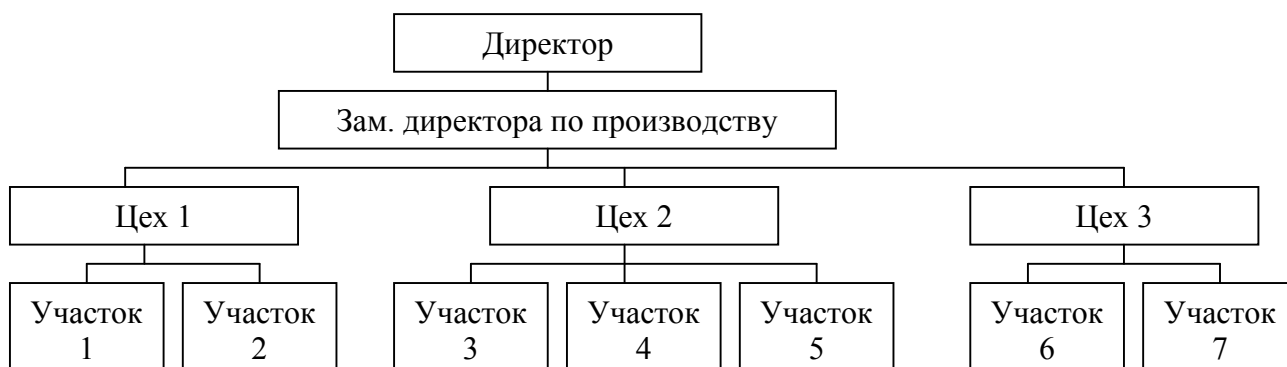 Директор
Зам. директора по производству
Цех 1
Цех 2
Цех 3
Участок
1
Участок
2
Участок
3
Участок
4
Участок
5
Участок
6
Участок
7